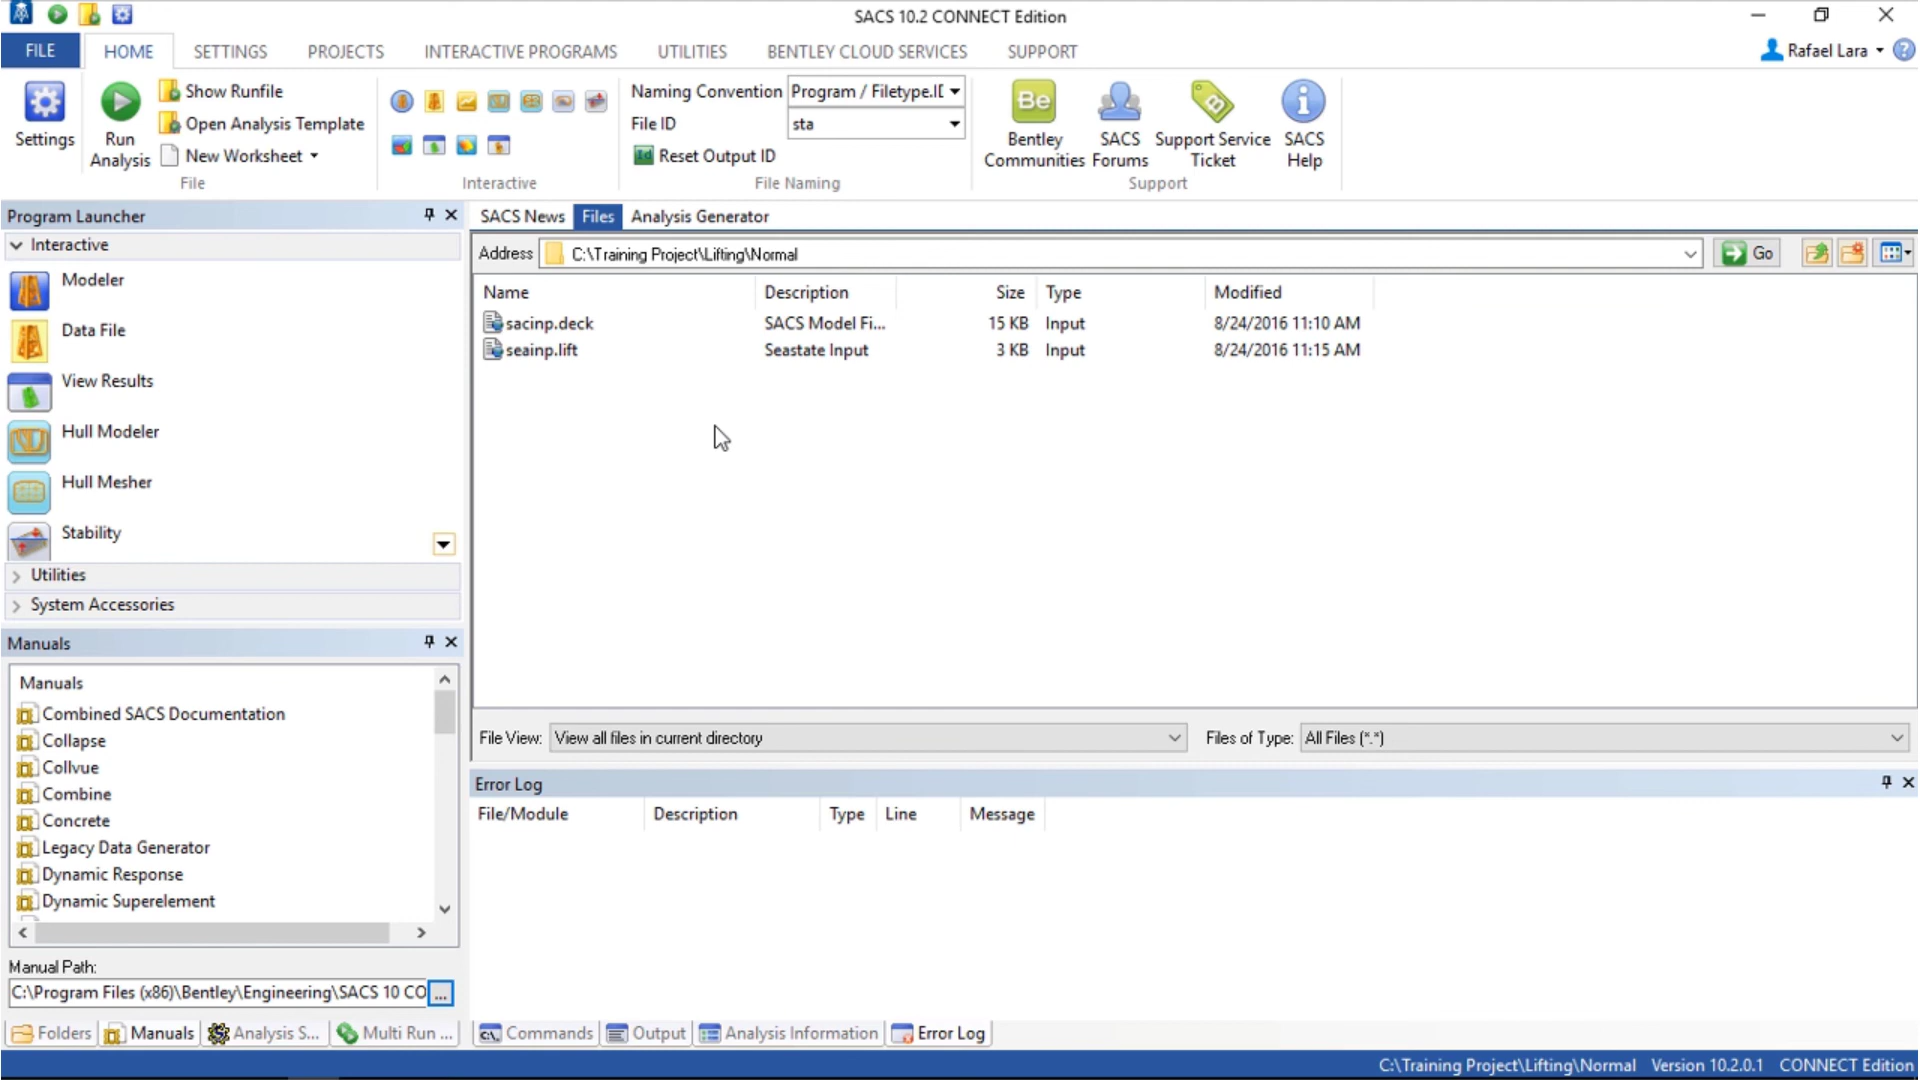 SACS 10.2 CONNECT Edition
FILE HOME SETTINGS PROJECTS INTERACTIVE PROGRAMS UTILITIES BENTLEY CLOUD SERVICES SUPPORT Rafael Lara
Settings
Run
Analysis
Show Runfile
Open Analysis Template
New Worksheet
File
Interactive
Naming Convention Program / Filetype.ID
File ID sta
Id Reset Output ID
File Naming
Be
Bentley
Communities
SACS
Forums
Support Service
Ticket
SACS
Help
Support
Program Launcher
Interactive
Modeler
Data File
View Results
Hull Modeler
Hull Mesher
Stability
Utilities
System Accessories
Manuals
Manuals
Combined SACS Documentation
Collapse
Collvue
Combine
Concrete
Legacy Data Generator
Dynamic Response
Dynamic Superelement
Manual Path:
C:\Program Files (x86)\Bentley\Engineering\SACS 10 CO ...
Folders Manuals Analysis S... Multi Run ...
SACS News Files Analysis Generator
Address C:\Training Project\Lifting\Normal Go
Name Description Size Type Modified
sacinp.deck SACS Model Fi... 15 KB Input 8/24/2016 11:10 AM
seainp.lift Seastate Input 3 KB Input 8/24/2016 11:15 AM
File View: View all files in current directory Files of Type: All Files (*.*)
Error Log
File/Module Description Type Line Message
Commands Output Analysis Information Error Log
C:\Training Project\Lifting\Normal Version 10.2.0.1 CONNECT Edition